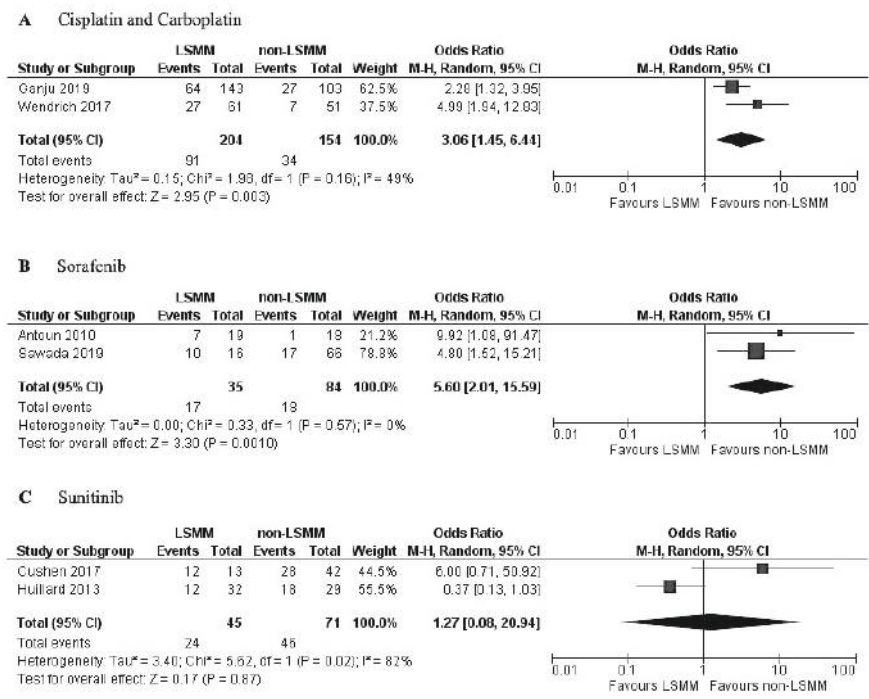 A Cisplatin and Carboplatin
LSMM non-LSMM Odds Ratio Odds Ratio
Study or Subgroup Events Total Events Total Weight M-H, Random, 95% CI M-H, Random, 95% CI
Ganju 2019 64 143 27 103 62.5% 2.28 [1.32, 3.95]
Wendrich 2017 27 61 7 51 37.5% 4.99 [1.94, 12.83]
Total (95% CI) 204 154 100.0% 3.06 [1.45, 6.44]
Total events 91 34
Heterogeneity: Tau² = 0.15; Chi² = 1.98, df = 1 (P = 0.16); I² = 49%
Test for overall effect: Z = 2.95 (P = 0.003)
0.01 0.1 1 10 100
Favours LSMM Favours non-LSMM
B Sorafenib
LSMM non-LSMM Odds Ratio Odds Ratio
Study or Subgroup Events Total Events Total Weight M-H, Random, 95% CI M-H, Random, 95% CI
Antoun 2010 7 19 1 18 21.2% 9.92 [1.08, 91.47]
Sawada 2019 10 16 17 66 78.8% 4.80 [1.52, 15.21]
Total (95% CI) 35 84 100.0% 5.60 [2.01, 15.59]
Total events 17 18
Heterogeneity: Tau² = 0.00; Chi² = 0.33, df = 1 (P = 0.57); I² = 0%
Test for overall effect: Z = 3.30 (P = 0.0010)
0.01 0.1 1 10 100
Favours LSMM Favours non-LSMM
C Sunitinib
LSMM non-LSMM Odds Ratio Odds Ratio
Study or Subgroup Events Total Events Total Weight M-H, Random, 95% CI M-H, Random, 95% CI
Cushen 2017 12 13 28 42 44.5% 6.00 [0.71, 50.92]
Huillard 2013 12 32 18 29 55.5% 0.37 [0.13, 1.03]
Total (95% CI) 45 71 100.0% 1.27 [0.08, 20.94]
Total events 24 46
Heterogeneity: Tau² = 3.40; Chi² = 5.62, df = 1 (P = 0.02); I² = 82%
Test for overall effect: Z = 0.17 (P = 0.87)
0.01 0.1 1 10 100
Favours LSMM Favours non-LSMM